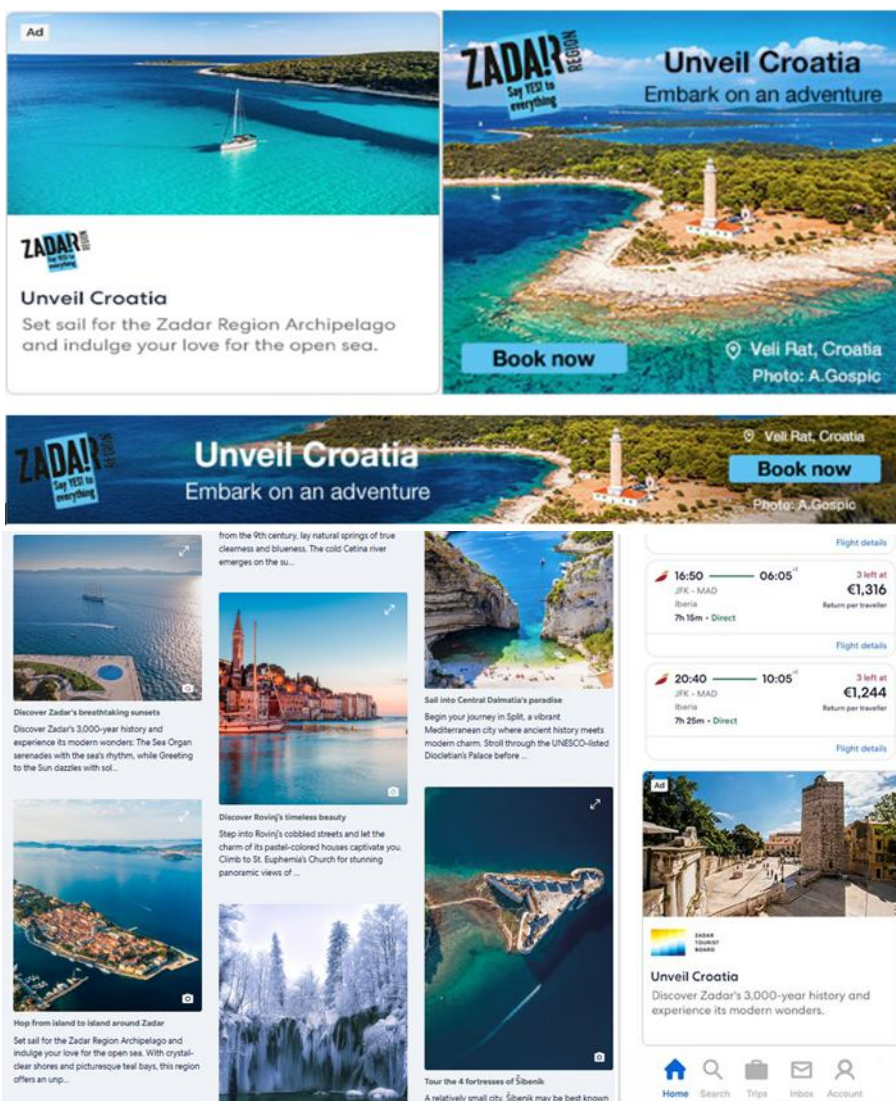 Ad
ZADAR REGION
Say YES! to
everything
Unveil Croatia
Set sail for the Zadar Region Archipelago
and indulge your love for the open sea.
ZADAR REGION
Say YES! to
everything
Unveil Croatia
Embark on an adventure
Book now
Veli Rat, Croatia
Photo: A.Gospic
ZADAR REGION
Say YES! to
everything
Unveil Croatia
Embark on an adventure
Veli Rat, Croatia
Book now
Photo: A.Gospic
Discover Zadar's breathtaking sunsets
Discover Zadar's 3,000-year history and
experience its modern wonders: The Sea Organ
serenades with the sea's rhythm, while Greeting
to the Sun dazzles with sol...
Hop from island to island around Zadar
Set sail for the Zadar Region Archipelago and
indulge your love for the open sea. With crystal-
clear shores and picturesque teal bays, this region
offers an unp...
from the 9th century, lay natural springs of true
clearness and blueness. The cold Cetina river
emerges on the su...
Discover Rovinj's timeless beauty
Step into Rovinj's cobbled streets and let the
charm of its pastel-colored houses captivate you.
Climb to St. Euphemia's Church for stunning
panoramic views of ...
Sail into Central Dalmatia's paradise
Begin your journey in Split, a vibrant
Mediterranean city where ancient history meets
modern charm. Stroll through the UNESCO-listed
Diocletian's Palace before ...
Tour the 4 fortresses of Šibenik
A relatively small city, Šibenik may be best known
Flight details
16:50 06:05 +1
3 left at
JFK - MAD
€1,316
Iberia
Return per traveller
7h 15m • Direct
Flight details
20:40 10:05 +1
3 left at
JFK - MAD
€1,244
Iberia
Return per traveller
7h 25m • Direct
Flight details
Ad
ZADAR
TOURIST
BOARD
Unveil Croatia
Discover Zadar's 3,000-year history and
experience its modern wonders.
Home Search Trips Inbox Account